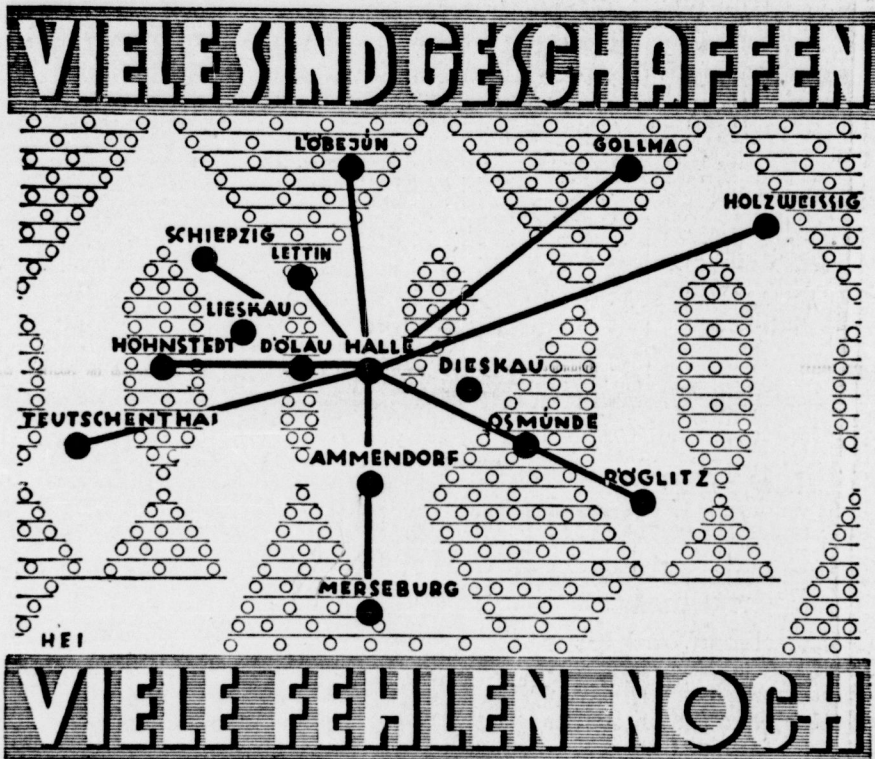 VIELE SIND GESCHAFFEN
LÖBEJÜN
GOLLMA
HOLZWEISSIG
SCHIEPZIG
LETTIN
LIESKAU
HOHNSTEDT DÖLAU HALLE
DIESKAU
TEUTSCHENTHAL
OSMÜNDE
AMMENDORF
RÖGLITZ
MERSEBURG
HEI
VIELE FEHLEN NOCH